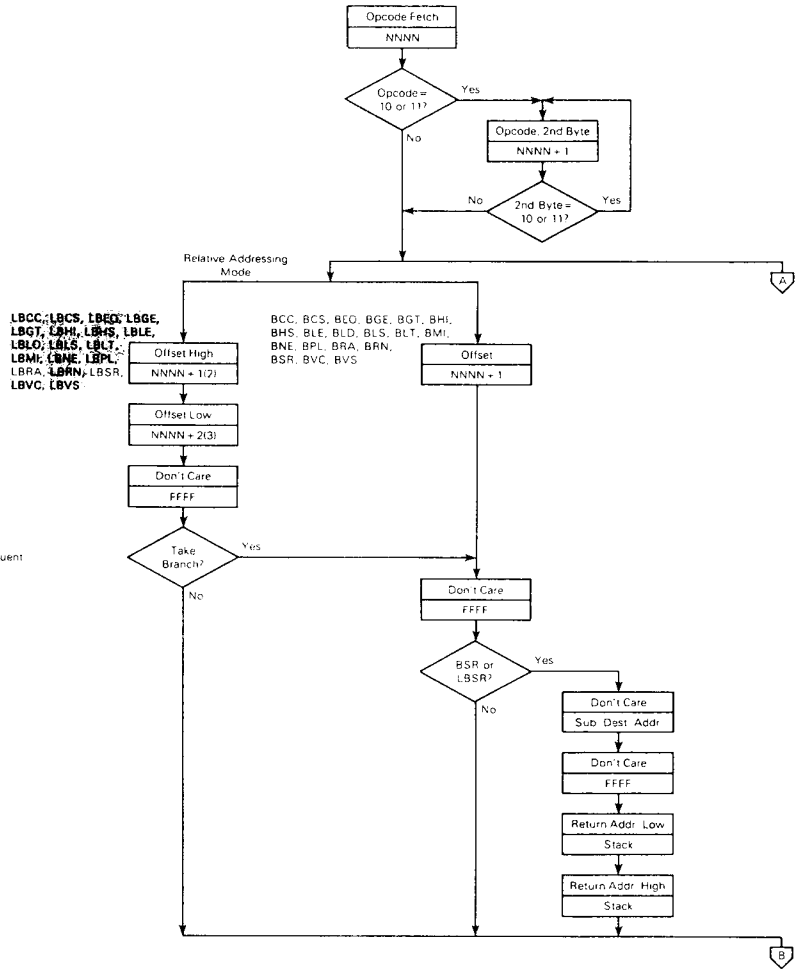 Opcode Fetch
NNNN
Opcode =
10 or 11?
Yes
No
Opcode, 2nd Byte
NNNN + 1
2nd Byte =
10 or 11?
No
Yes
A
Relative Addressing
Mode
LBCC, LBCS, LBEQ, LBGE,
LBGT, LBHI, LBHS, LBLE,
LBLO, LBLS, LBLT,
LBMI, LBNE, LBPL,
LBRA, LBRN, LBSR,
LBVC, LBVS
BCC, BCS, BEQ, BGE, BGT, BHI,
BHS, BLE, BLO, BLS, BLT, BMI,
BNE, BPL, BRA, BRN,
BSR, BVC, BVS
Offset High
NNNN + 1(2)
Offset
NNNN + 1
Offset Low
NNNN + 2(3)
Don't Care
FFFF
Take
Branch?
Yes
No
uent
Don't Care
FFFF
BSR or
LBSR?
Yes
No
Don't Care
Sub Dest Addr
Don't Care
FFFF
Return Addr Low
Stack
Return Addr High
Stack
B